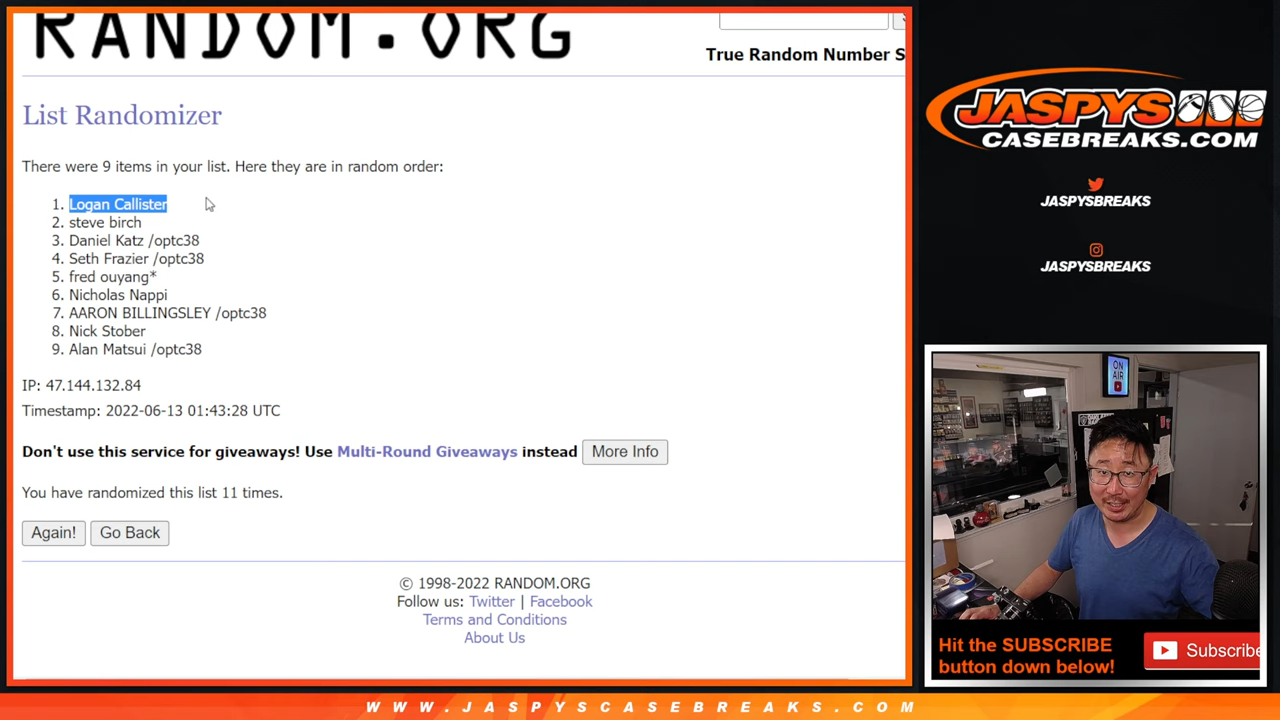 RANDOM.ORG
True Random Number S
List Randomizer
There were 9 items in your list. Here they are in random order:
1. Logan Callister
2. steve birch
3. Daniel Katz /optc38
4. Seth Frazier /optc38
5. fred ouyang*
6. Nicholas Nappi
7. AARON BILLINGSLEY /optc38
8. Nick Stober
9. Alan Matsui /optc38
IP: 47.144.132.84
Timestamp: 2022-06-13 01:43:28 UTC
Don't use this service for giveaways! Use Multi-Round Giveaways instead More Info
You have randomized this list 11 times.
Again! Go Back
© 1998-2022 RANDOM.ORG
Follow us: Twitter | Facebook
Terms and Conditions
About Us
JASPYS
CASEBREAKS.COM
JASPYSBREAKS
JASPYSBREAKS
ON
AIR
Hit the SUBSCRIBE
button down below!
Subscribe
WWW.JASPYSCASEBREAKS.COM